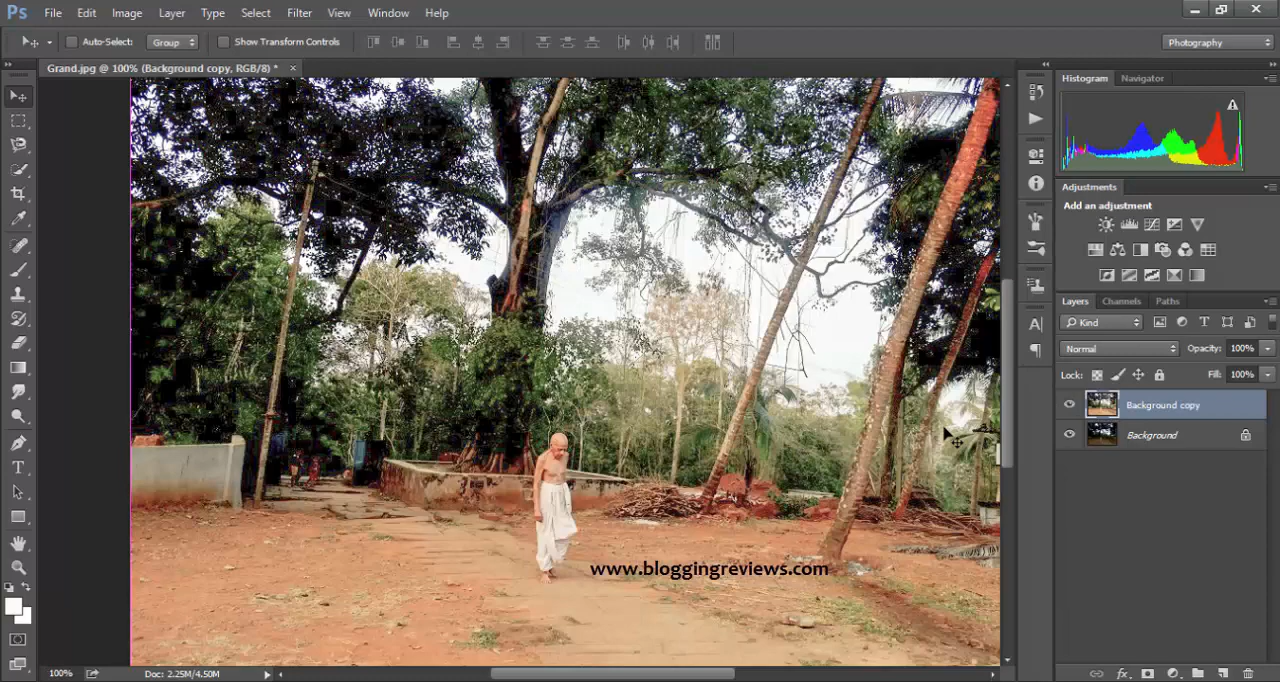 Ps File Edit Image Layer Type Select Filter View Window Help
Auto-Select: Group Show Transform Controls Photography
Grand.jpg @ 100% (Background copy, RGB/8) * ×
Histogram Navigator
Adjustments
Add an adjustment
Layers Channels Paths
Kind
Normal Opacity: 100%
Lock: Fill: 100%
Background copy
Background
www.bloggingreviews.com
100% Doc: 2.25M/4.50M